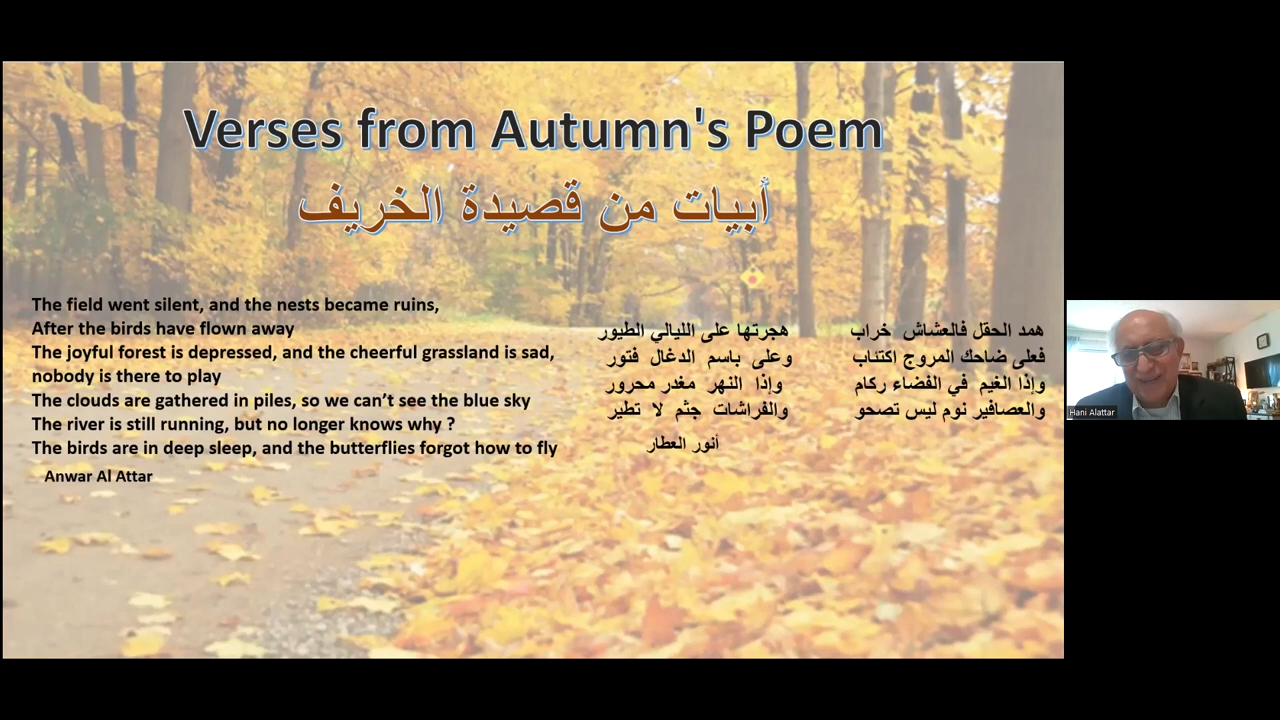 Verses from Autumn's Poem
أبيات من قصيدة الخريف
The field went silent, and the nests became ruins,
After the birds have flown away
The joyful forest is depressed, and the cheerful grassland is sad,
nobody is there to play
The clouds are gathered in piles, so we can’t see the blue sky
The river is still running, but no longer knows why ?
The birds are in deep sleep, and the butterflies forgot how to fly
Anwar Al Attar
همد الحقل فالعشاش خراب هجرتها على الليالي الطيور
فعلى ضاحك المروج اكتئاب وعلى باسم الدغال فتور
وإذا الغيم في الفضاء ركام وإذا النهر مغدر محرور
والعصافير نوم ليس تصحو والفراشات جثم لا تطير
أنور العطار
Hani Alattar